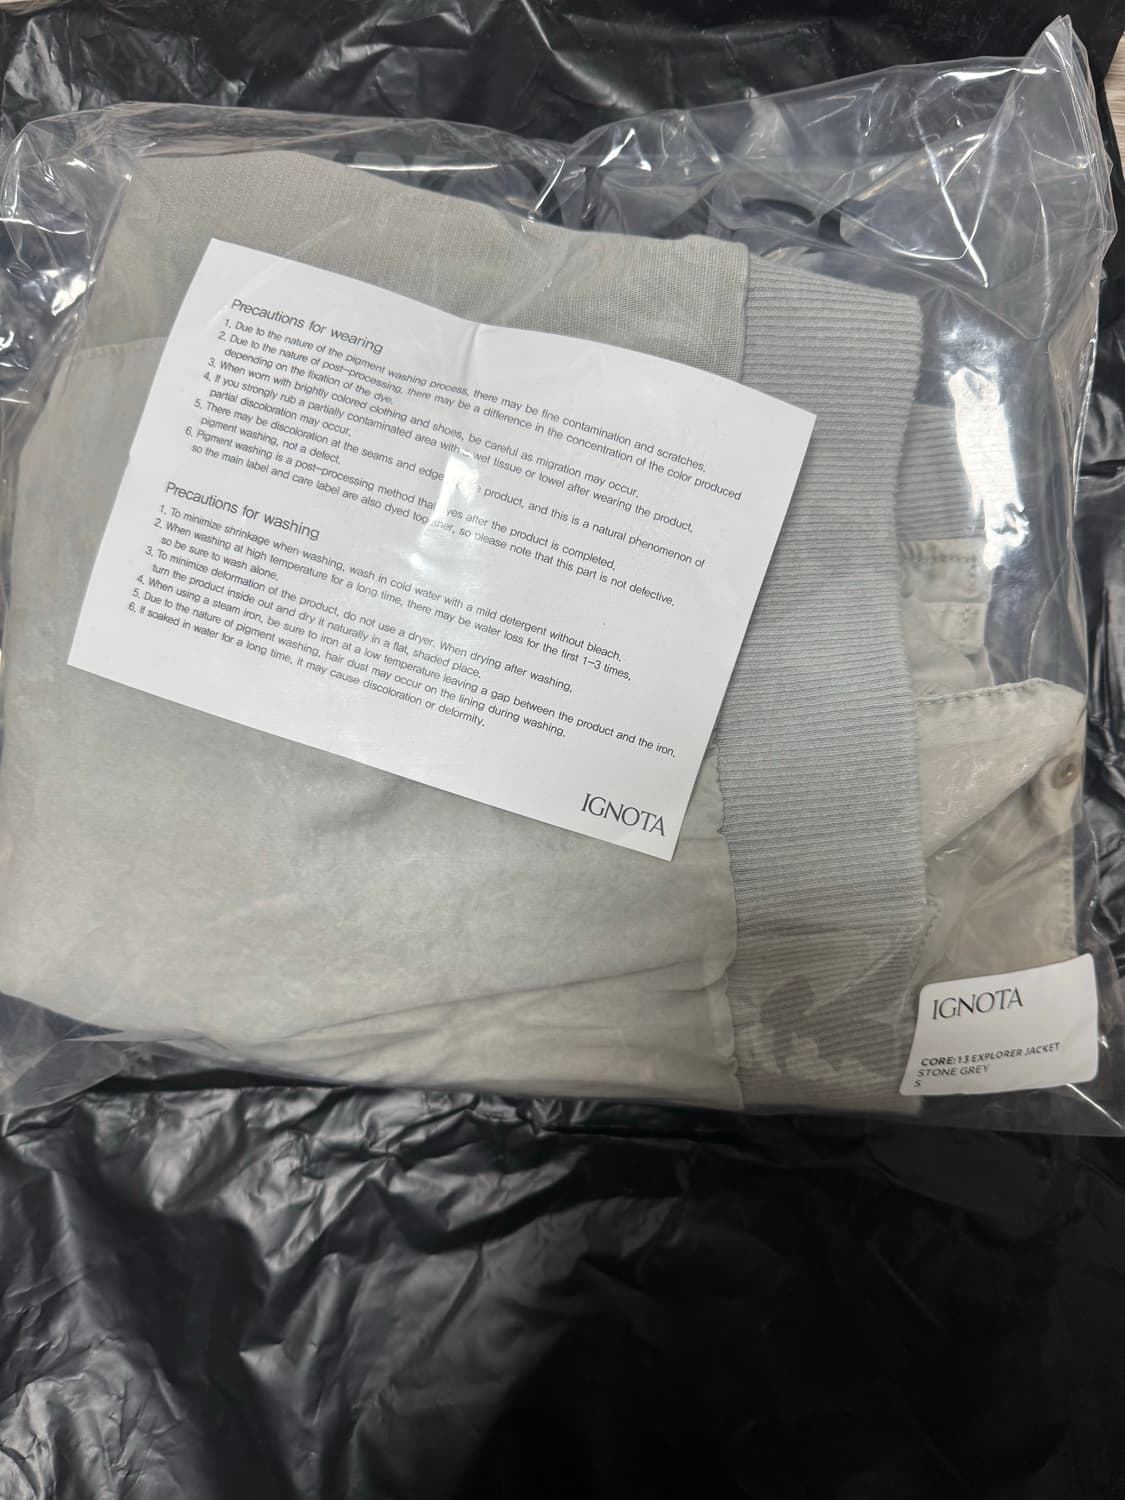 Precautions for wearing
1. Due to the nature of the pigment washing process, there may be fine contamination and scratches,
2. Due to the nature of post-processing, there may be a difference in the concentration of the color produced
depending on the fixation of the dye.
3. When worn with brightly colored clothing and shoes, be careful as migration may occur.
4. If you strongly rub a partially contaminated area with wet tissue or towel after wearing the product,
partial discoloration may occur.
5. There may be discoloration at the seams and edge product, and this is a natural phenomenon of
pigment washing, not a defect.
6. Pigment washing is a post-processing method after the product is completed,
so the main label and care label are also dyed together, so please note that this part is not defective.
Precautions for washing
1. To minimize shrinkage when washing, wash in cold water with a mild detergent without bleach.
2. When washing at high temperature for a long time, there may be water loss for the first 1~3 times,
so be sure to wash alone.
3. To minimize deformation of the product, do not use a dryer. When drying after washing,
turn the product inside out and dry it naturally in a flat, shaded place.
4. When using a steam iron, be sure to iron at a low temperature leaving a gap between the product and the iron.
5. Due to the nature of pigment washing, hair dust may occur on the lining during washing.
6. If soaked in water for a long time, it may cause discoloration or deformity.
IGNOTA
IGNOTA
CORE:13 EXPLORER JACKET
STONE GREY
S